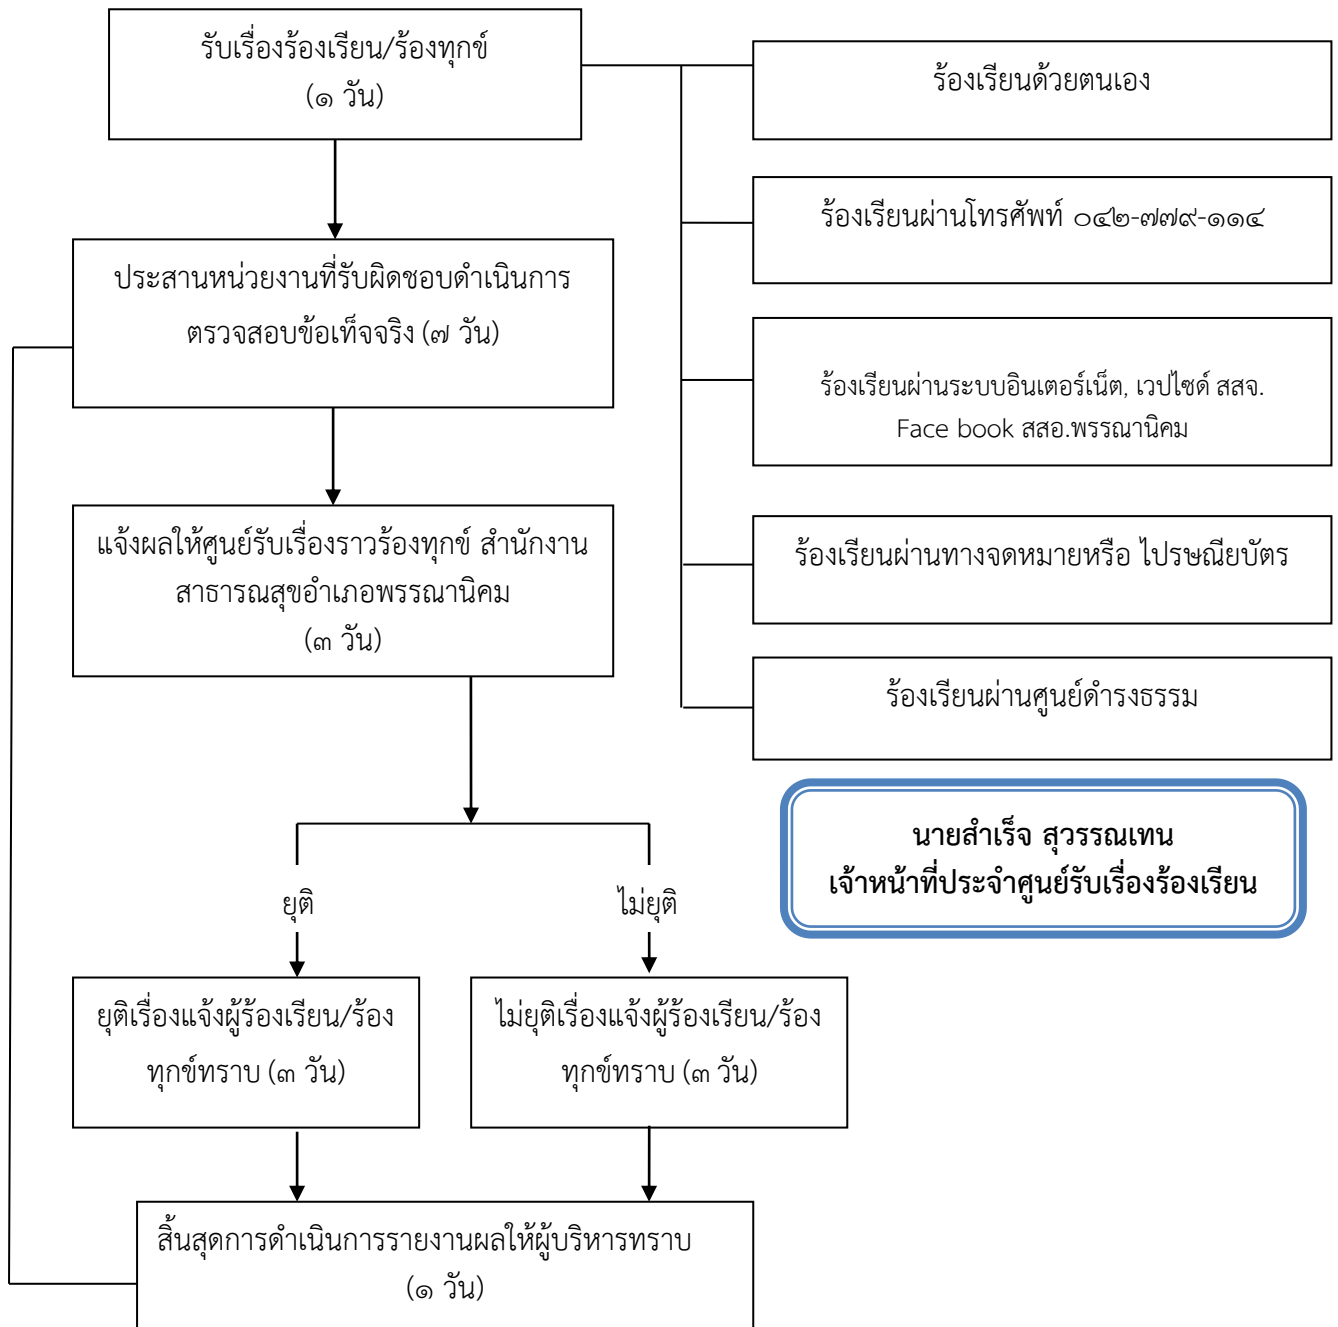 รับเรื่องร้องเรียน/ร้องทุกข์
(๑ วัน)
ร้องเรียนด้วยตนเอง
ร้องเรียนผ่านโทรศัพท์ ๐๔๒-๗๗๙-๑๑๔
ประสานหน่วยงานที่รับผิดชอบดำเนินการ
ตรวจสอบข้อเท็จจริง (๗ วัน)
ร้องเรียนผ่านระบบอินเตอร์เน็ต, เวปไซด์ สสจ.
Face book สสอ.พรรณานิคม
แจ้งผลให้ศูนย์รับเรื่องราวร้องทุกข์ สำนักงาน
สาธารณสุขอำเภอพรรณานิคม
(๓ วัน)
ร้องเรียนผ่านทางจดหมายหรือ ไปรษณียบัตร
ร้องเรียนผ่านศูนย์ดำรงธรรม
นายสำเร็จ สุวรรณเทน
เจ้าหน้าที่ประจำศูนย์รับเรื่องร้องเรียน
ยุติ
ไม่ยุติ
ยุติเรื่องแจ้งผู้ร้องเรียน/ร้อง
ทุกข์ทราบ (๓ วัน)
ไม่ยุติเรื่องแจ้งผู้ร้องเรียน/ร้อง
ทุกข์ทราบ (๓ วัน)
สิ้นสุดการดำเนินการรายงานผลให้ผู้บริหารทราบ
(๑ วัน)